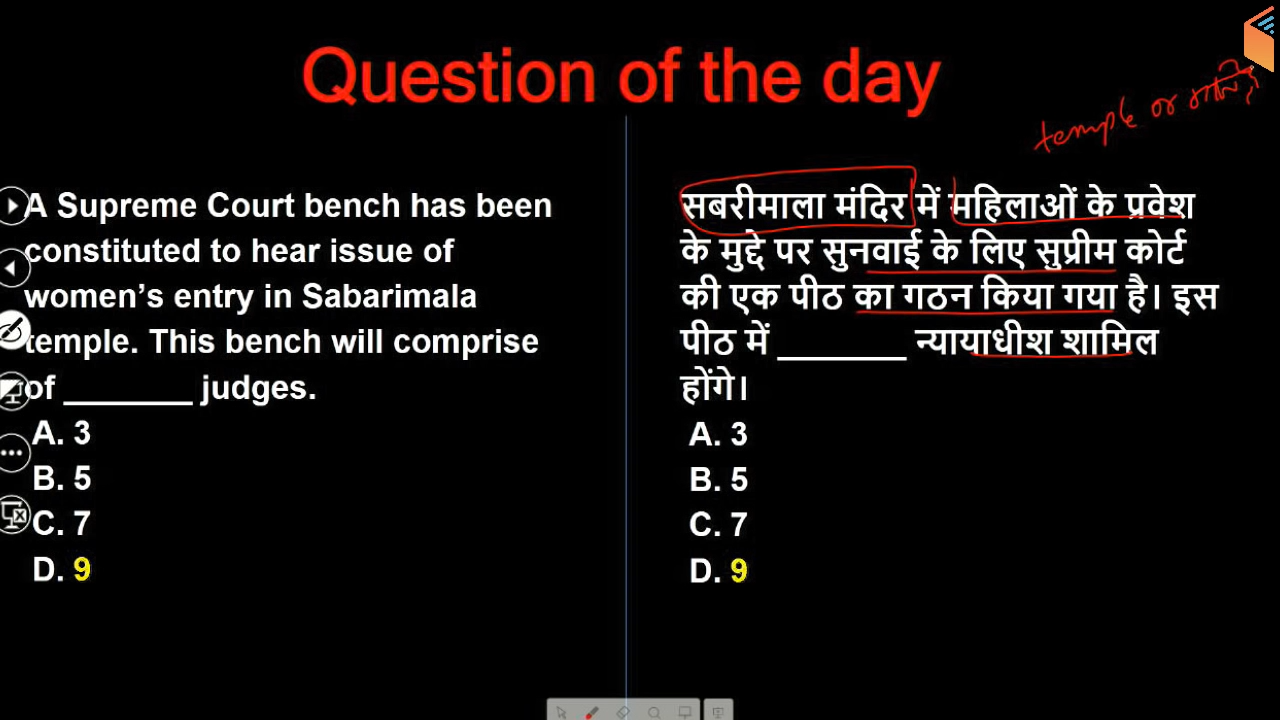 Question of the day
temple or
A Supreme Court bench has been
constituted to hear issue of
women's entry in Sabarimala
temple. This bench will comprise
of _______ judges.
A. 3
B. 5
C. 7
D. 9
सबरीमाला मंदिर में महिलाओं के प्रवेश
के मुद्दे पर सुनवाई के लिए सुप्रीम कोर्ट
की एक पीठ का गठन किया गया है। इस
पीठ में _______ न्यायाधीश शामिल
होंगे।
A. 3
B. 5
C. 7
D. 9